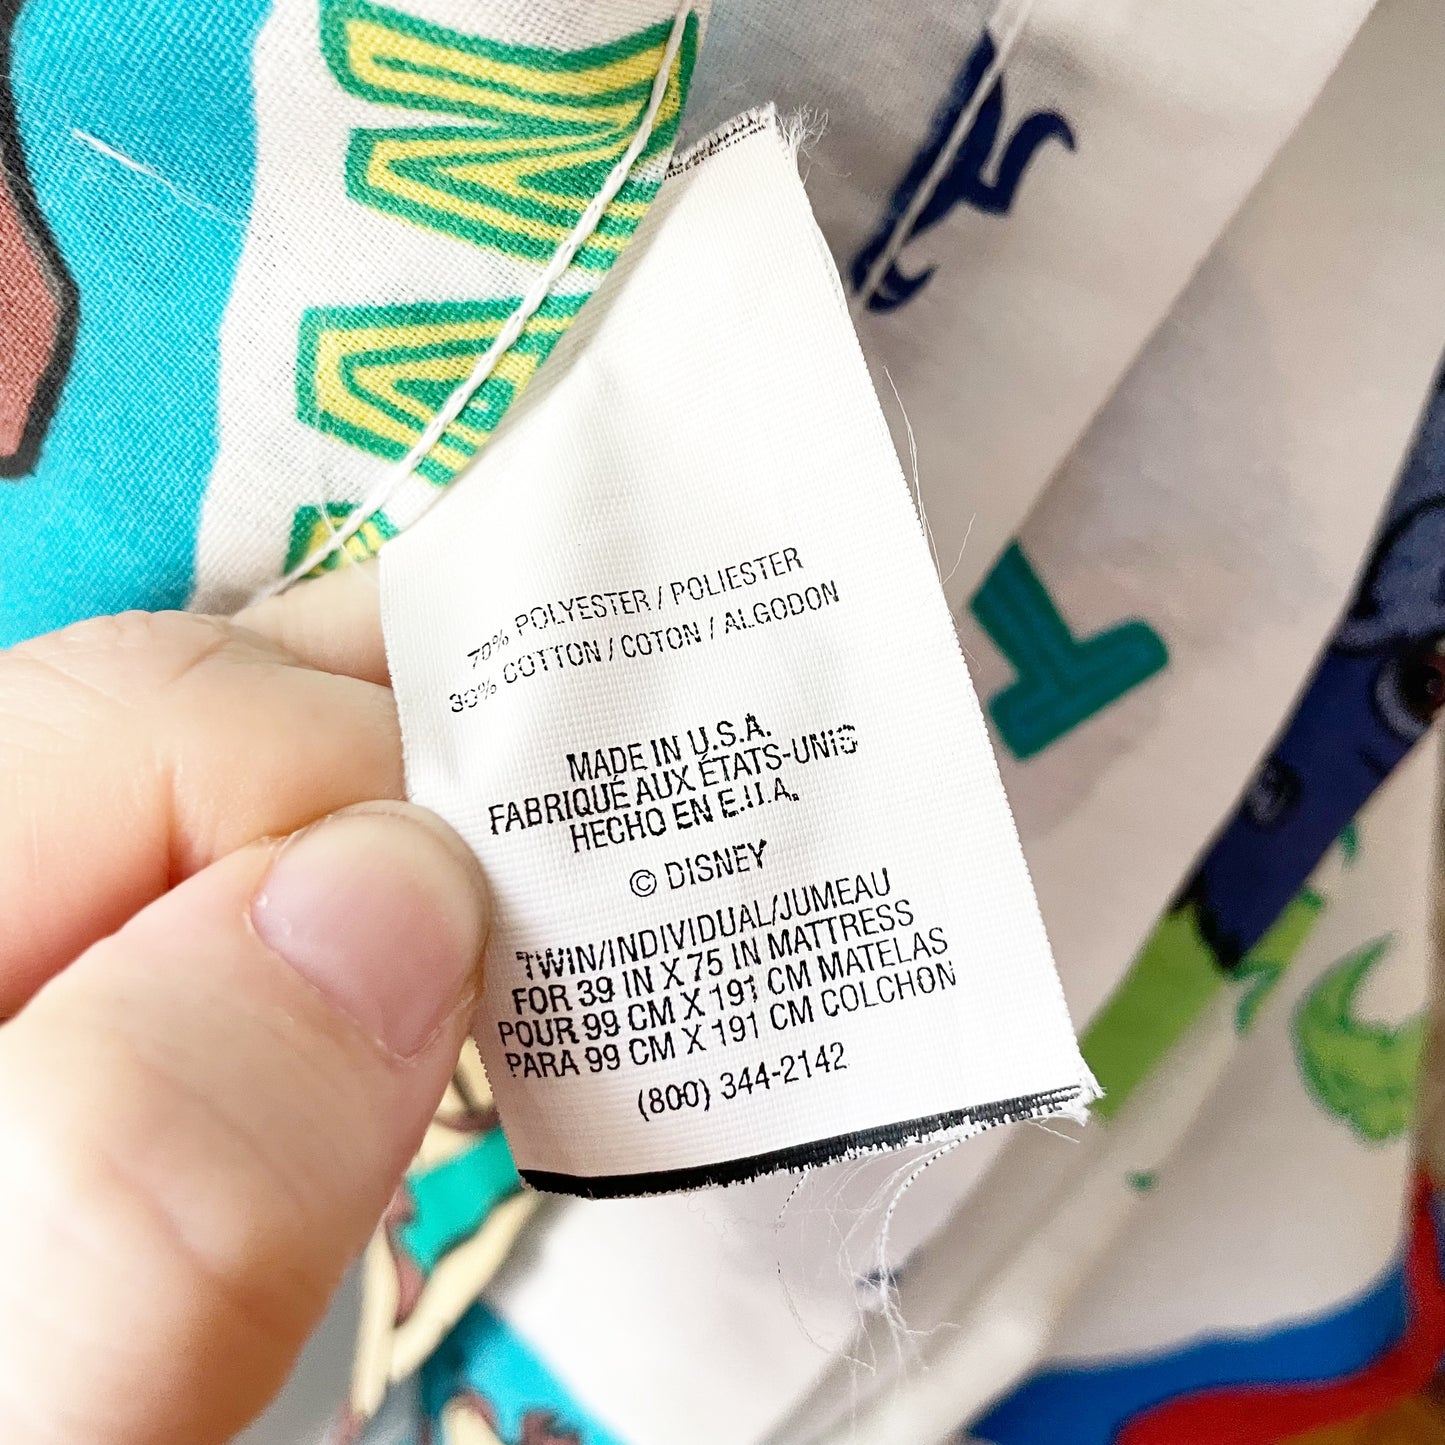 70% POLYESTER / POLIESTER
30% COTTON / COTON / ALGODON
MADE IN U.S.A.
FABRIQUÉ AUX ÉTATS-UNIS
HECHO EN E.U.A.
© DISNEY
TWIN/INDIVIDUAL/JUMEAU
FOR 39 IN X 75 IN MATTRESS
POUR 99 CM X 191 CM MATELAS
PARA 99 CM X 191 CM COLCHON
(800) 344-2142